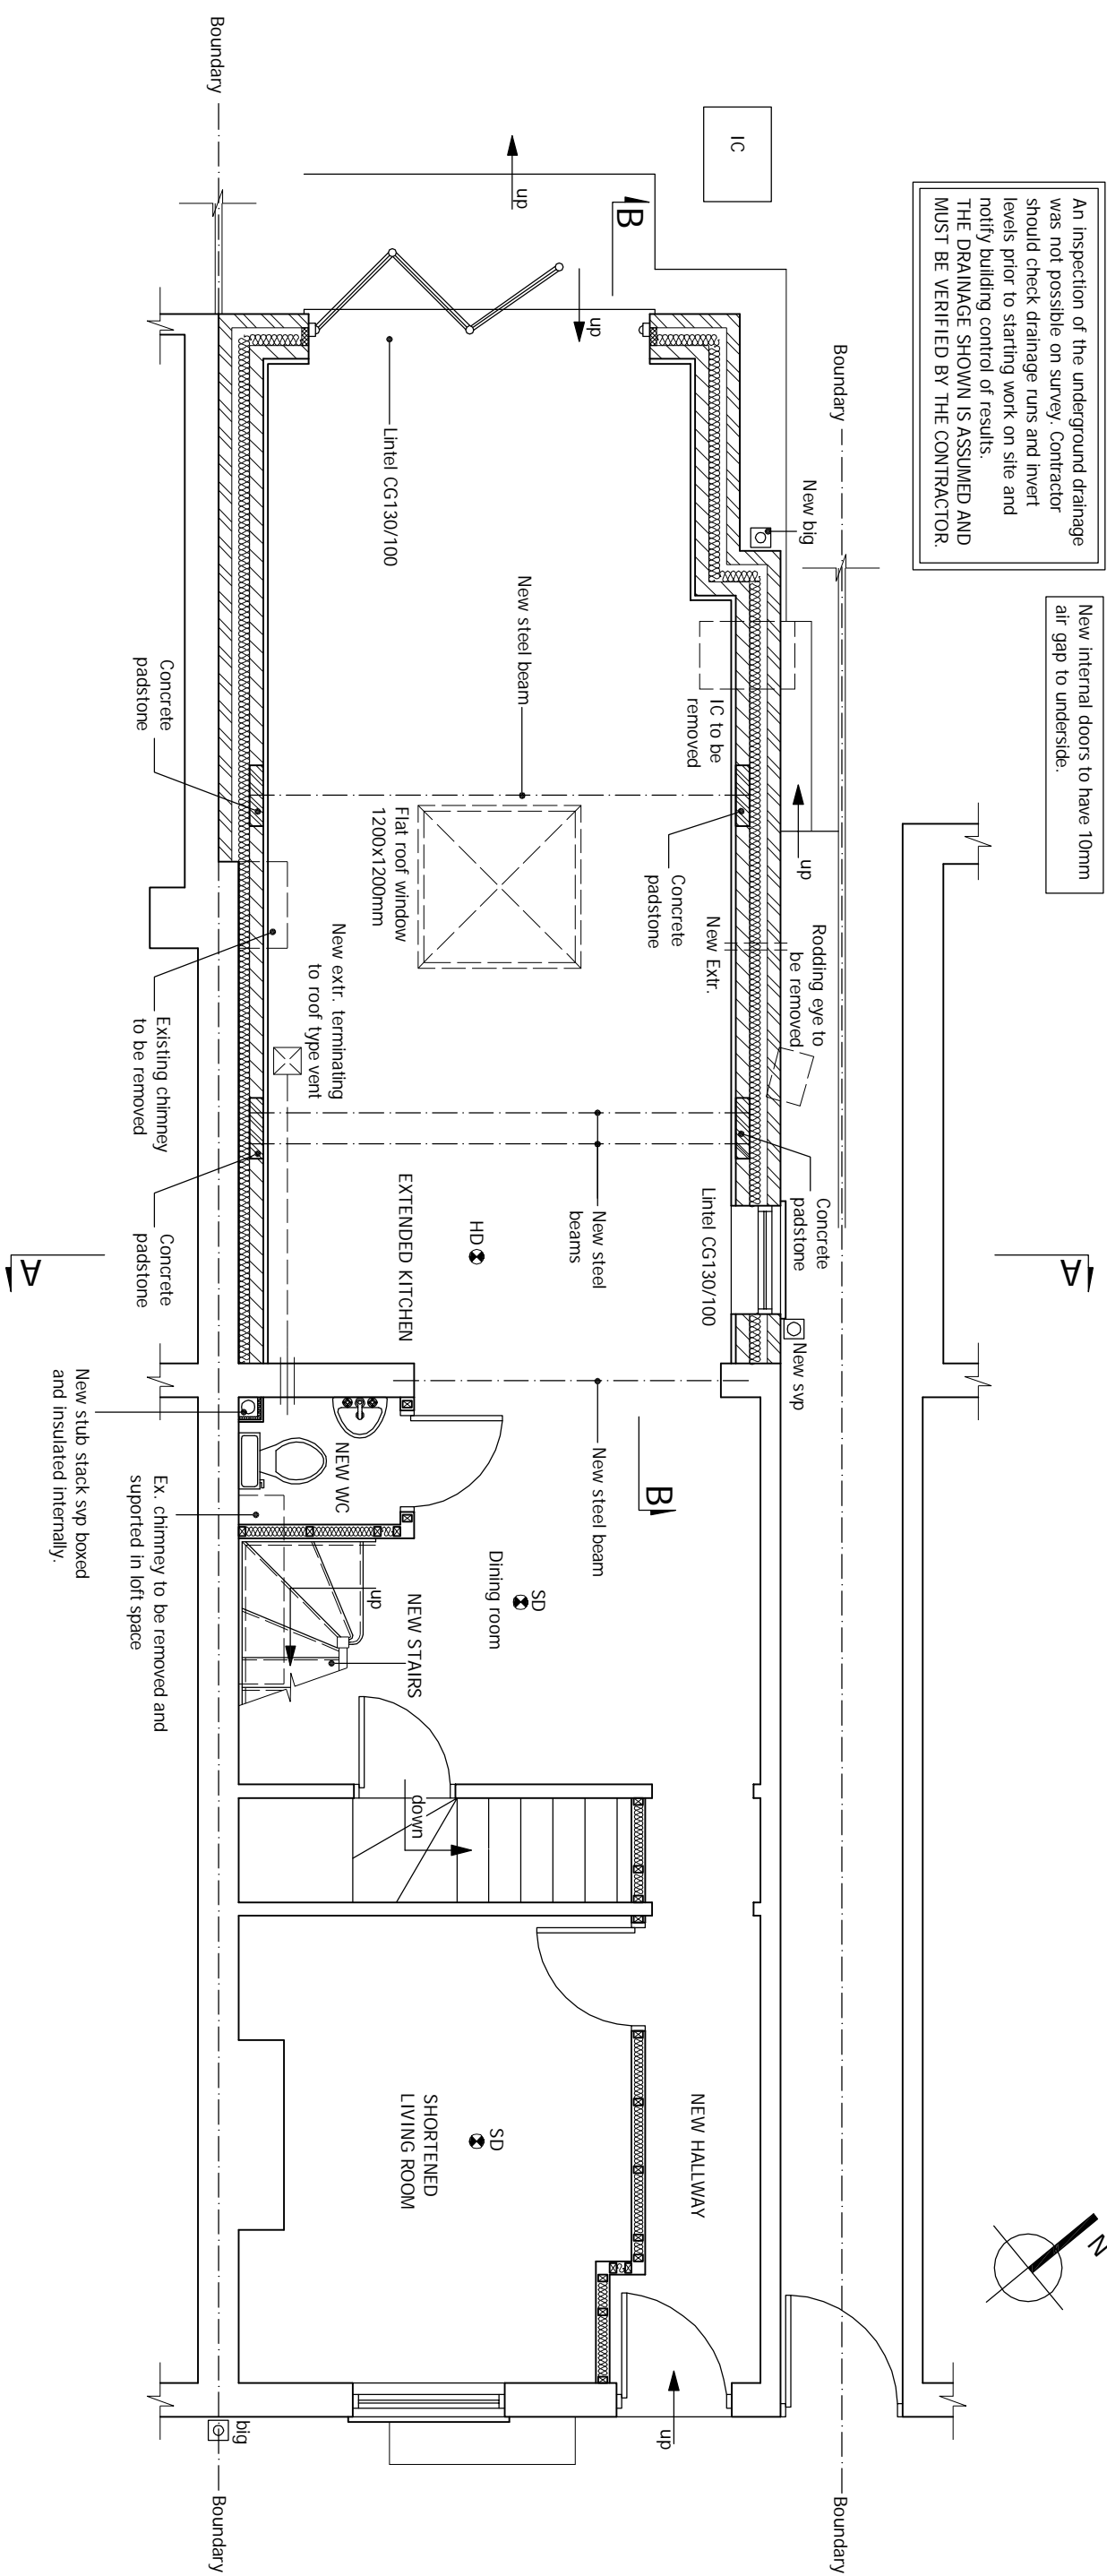 An inspection of the underground drainage
was not possible on survey. Contractor
should check drainage runs and invert
levels prior to starting work on site and
notify building control of results.
THE DRAINAGE SHOWN IS ASSUMED AND
MUST BE VERIFIED BY THE CONTRACTOR.
New internal doors to have 10mm
air gap to underside.
N
A
A
IC
Boundary
Boundary
Boundary
Boundary
New big
up
up
up
B
B
Rodding eye to
be removed
Concrete
padstone
New svp
IC to be
removed
Concrete
padstone
New Extr.
Lintel CG130/100
NEW HALLWAY
up
New steel beam
New steel
beams
New steel beam
HD
SD
Dining room
SD
SHORTENED
LIVING ROOM
Lintel CG130/100
Flat roof window
1200x1200mm
EXTENDED KITCHEN
NEW WC
NEW STAIRS
up
down
New extr. terminating
to roof type vent
Concrete
padstone
Existing chimney
to be removed
Concrete
padstone
Ex. chimney to be removed and
suported in loft space
New stub stack svp boxed
and insulated internally.
big